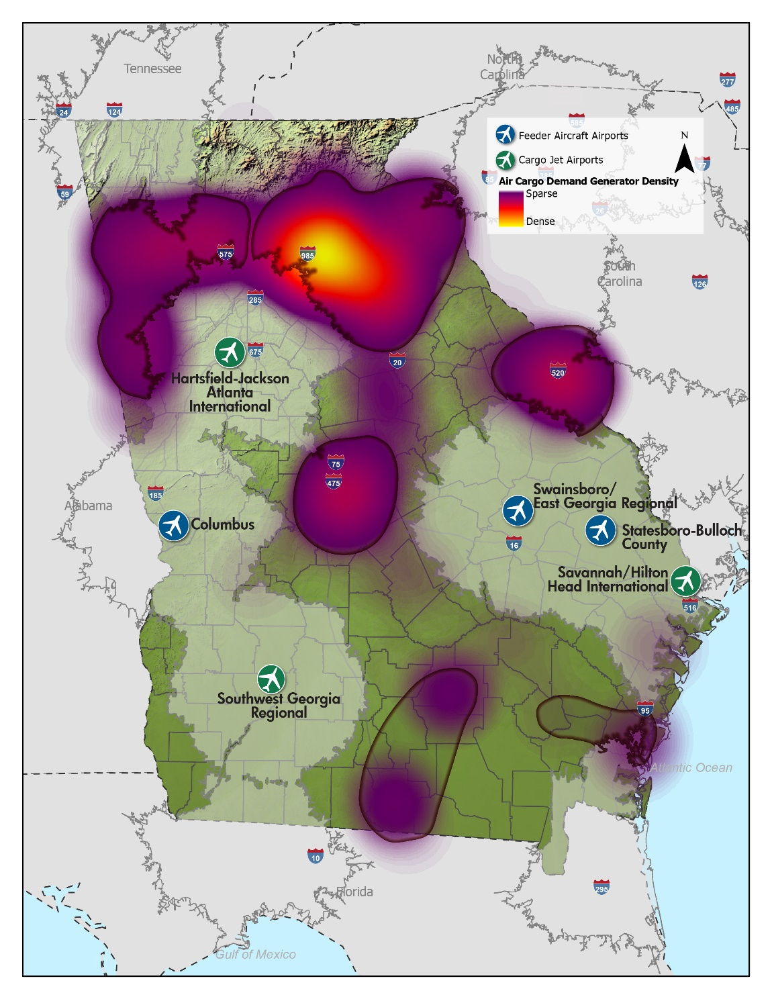 Tennessee
North
Carolina
277
24
124
485
585
Feeder Aircraft Airports
N
Cargo Jet Airports
77
85
Air Cargo Demand Generator Density
59
Sparse
26
Dense
575
985
South
Carolina
126
285
675
20
520
Hartsfield-Jackson
Atlanta
International
75
475
185
Alabama
Swainsboro/
East Georgia Regional
Columbus
Statesboro-Bulloch
County
16
Savannah/Hilton
Head International
516
Southwest Georgia
Regional
95
Atlantic Ocean
10
295
Florida
Gulf of Mexico